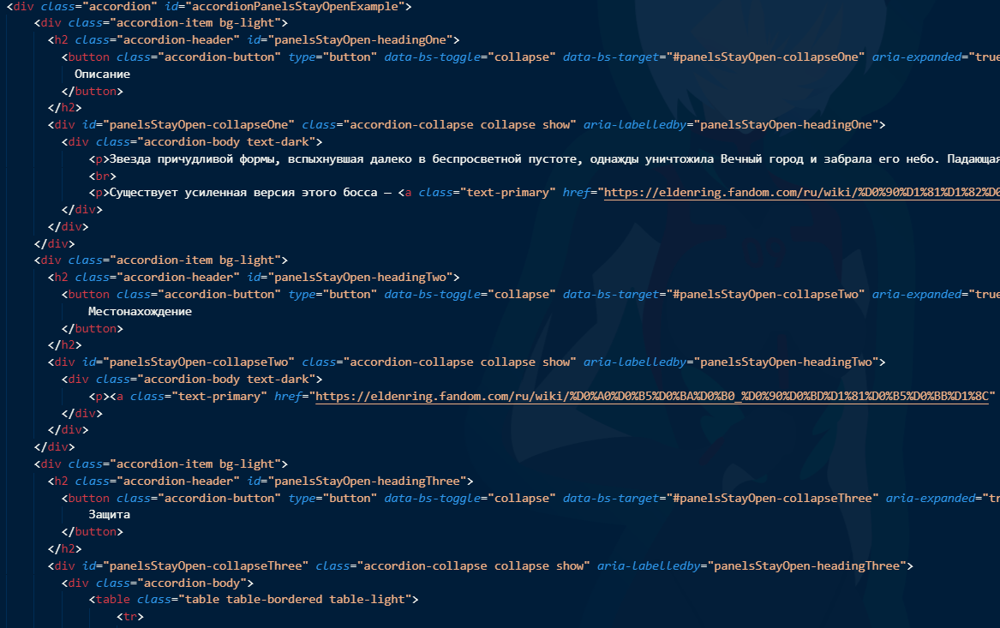 <div class="accordion" id="accordionPanelsStayOpenExample">
<div class="accordion-item bg-light">
<h2 class="accordion-header" id="panelsStayOpen-headingOne">
<button class="accordion-button" type="button" data-bs-toggle="collapse" data-bs-target="#panelsStayOpen-collapseOne" aria-expanded="true
Описание
</button>
</h2>
<div id="panelsStayOpen-collapseOne" class="accordion-collapse collapse show" aria-labelledby="panelsStayOpen-headingOne">
<div class="accordion-body text-dark">
<p>Звезда причудливой формы, вспыхнувшая далеко в беспросветной пустоте, однажды уничтожила Вечный город и забрала его небо. Падающая
<br>
<p>Существует усиленная версия этого босса — <a class="text-primary" href="https://eldenring.fandom.com/ru/wiki/%D0%90%D1%81%D1%82%D0
</div>
</div>
</div>
<div class="accordion-item bg-light">
<h2 class="accordion-header" id="panelsStayOpen-headingTwo">
<button class="accordion-button" type="button" data-bs-toggle="collapse" data-bs-target="#panelsStayOpen-collapseTwo" aria-expanded="true
Местонахождение
</button>
</h2>
<div id="panelsStayOpen-collapseTwo" class="accordion-collapse collapse show" aria-labelledby="panelsStayOpen-headingTwo">
<div class="accordion-body text-dark">
<p><a class="text-primary" href="https://eldenring.fandom.com/ru/wiki/%D0%A0%D0%B5%D0%BA%D0%B0_%D0%90%D0%BD%D1%81%D0%B5%D0%BB%D1%8C"
</div>
</div>
</div>
<div class="accordion-item bg-light">
<h2 class="accordion-header" id="panelsStayOpen-headingThree">
<button class="accordion-button" type="button" data-bs-toggle="collapse" data-bs-target="#panelsStayOpen-collapseThree" aria-expanded="tr
Защита
</button>
</h2>
<div id="panelsStayOpen-collapseThree" class="accordion-collapse collapse show" aria-labelledby="panelsStayOpen-headingThree">
<div class="accordion-body">
<table class="table table-bordered table-light">
<tr>